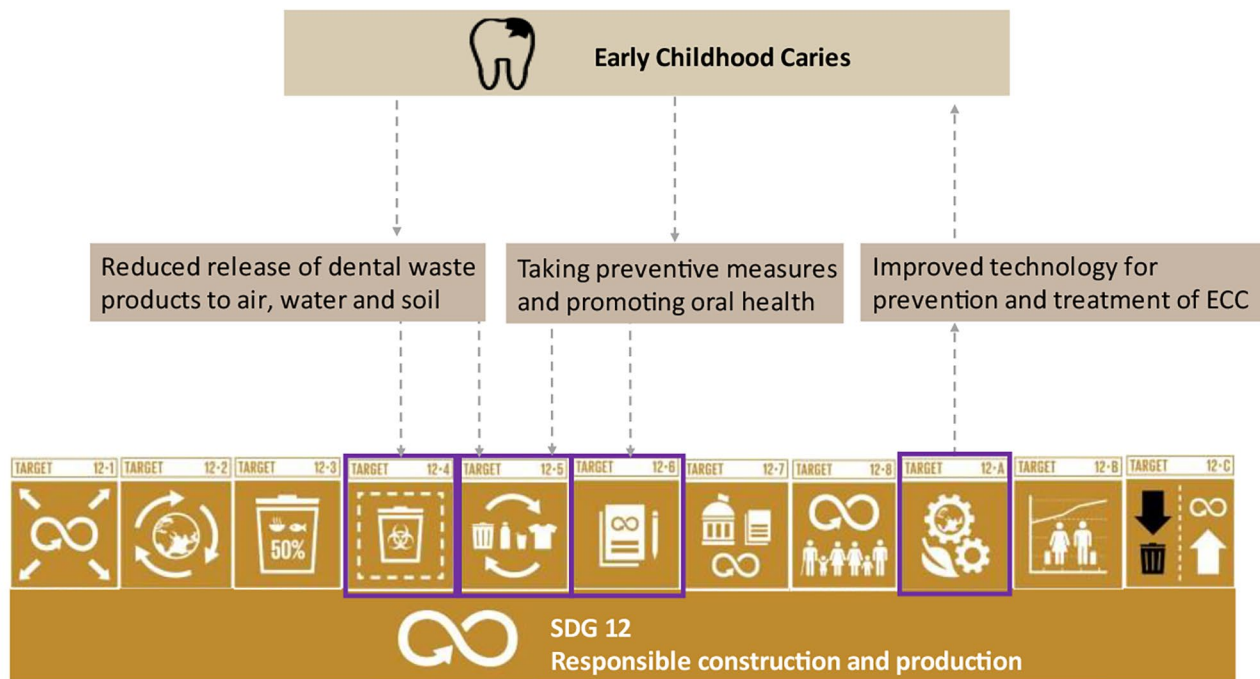 Early Childhood Caries
Reduced release of dental waste
products to air, water and soil
Taking preventive measures
and promoting oral health
Improved technology for
prevention and treatment of ECC
TARGET 12·1
TARGET 12·2
TARGET 12·3
TARGET 12·4
TARGET 12·5
TARGET 12·6
TARGET 12·7
TARGET 12·8
TARGET 12·A
TARGET 12·B
TARGET 12·C
50%
SDG 12
Responsible construction and production